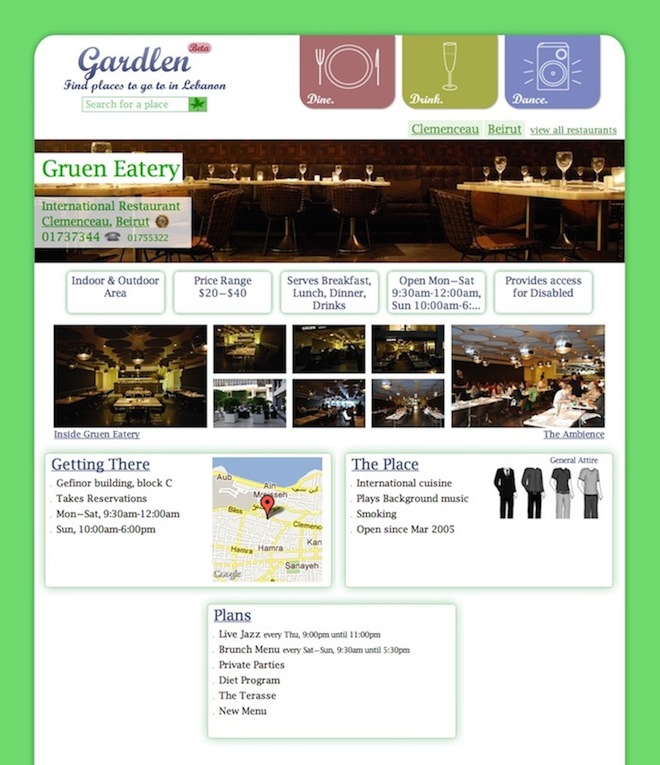 Gardlen Beta
Find places to go to in Lebanon
Search for a place
Dine.
Drink.
Dance.
Clemenceau Beirut view all restaurants
Gruen Eatery
International Restaurant
Clemenceau, Beirut
01737344 01755322
Indoor & Outdoor
Area
Price Range
$20—$40
Serves Breakfast,
Lunch, Dinner,
Drinks
Open Mon—Sat
9:30am-12:00am,
Sun 10:00am-6:...
Provides access
for Disabled
Inside Gruen Eatery
The Ambience
Getting There
. Gefinor building, block C
. Takes Reservations
. Mon—Sat, 9:30am-12:00am
. Sun, 10:00am-6:00pm
Aub
Ain
Mreisseh
Bliss
Clemenc
Kan
Hamra Hamra
Sanayeh
Google
The Place
. International cuisine
. Plays Background music
. Smoking
. Open since Mar 2005
General Attire
Plans
. Live Jazz every Thu, 9:00pm until 11:00pm
. Brunch Menu every Sat—Sun, 9:30am until 5:30pm
. Private Parties
. Diet Program
. The Terasse
. New Menu